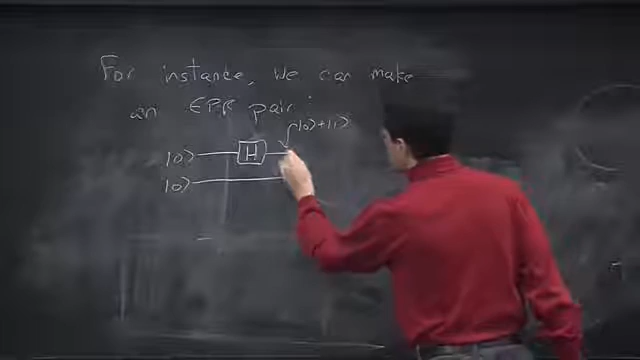 For instance, we can make
an EPR pair:
|0>+|1>
|0> H
|0>